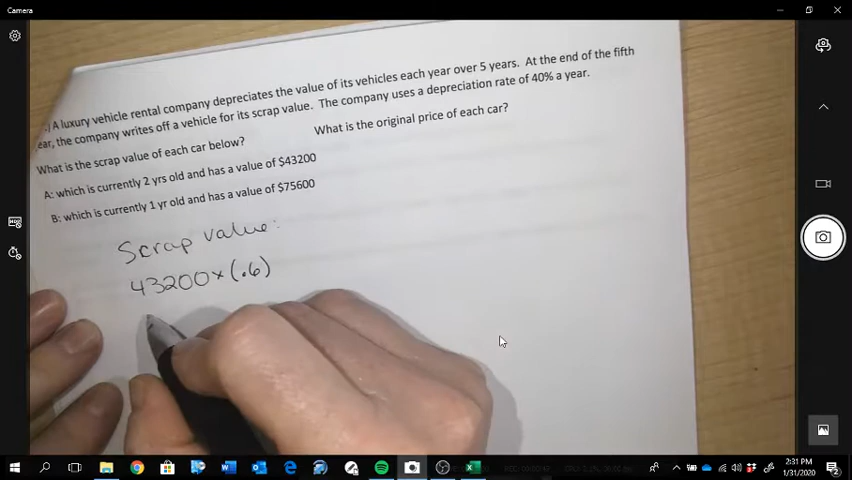 Camera
-) A luxury vehicle rental company depreciates the value of its vehicles each year over 5 years. At the end of the fifth
ear, the company writes off a vehicle for its scrap value. The company uses a depreciation rate of 40% a year.
What is the scrap value of each car below?
What is the original price of each car?
A: which is currently 2 yrs old and has a value of $43200
B: which is currently 1 yr old and has a value of $75600
Scrap value:
43200 x (.6)
2:31 PM
1/31/2020